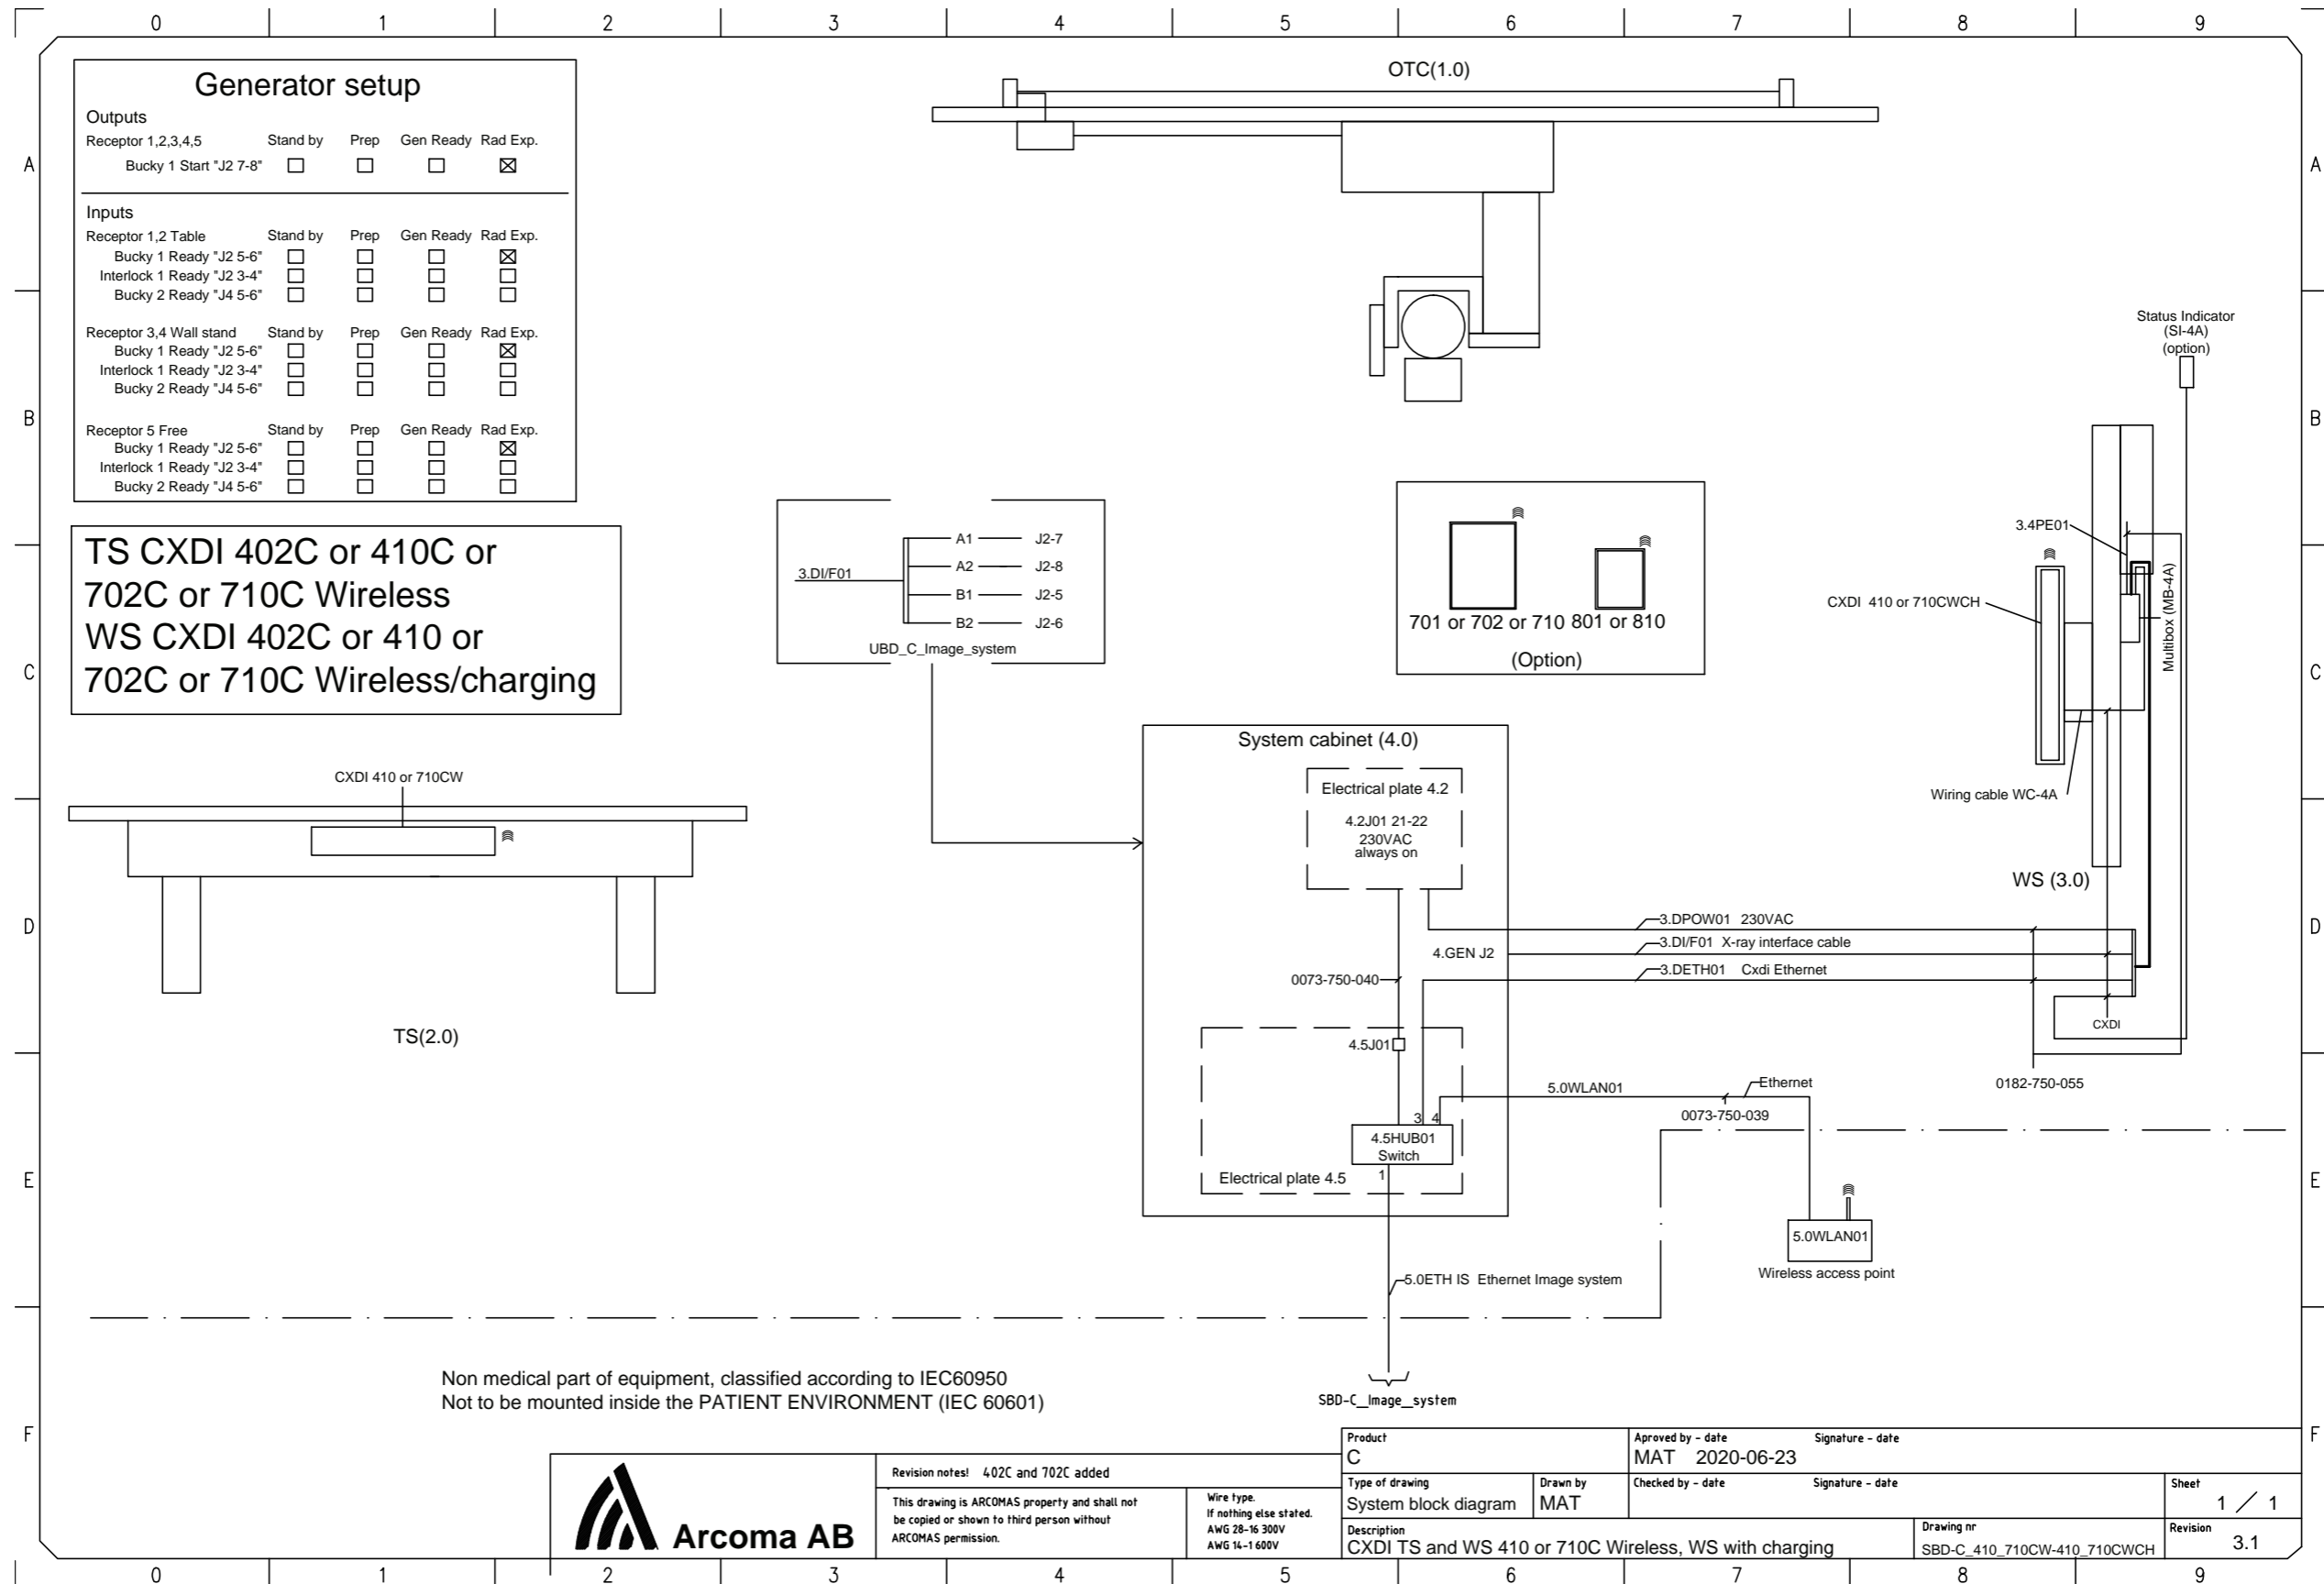 0 1 2 3 4 5 6 7 8 9
A
B
C
D
E
F
Generator setup
Outputs
Receptor 1,2,3,4,5 Stand by Prep Gen Ready Rad Exp.
Bucky 1 Start "J2 7-8"
Inputs
Receptor 1,2 Table Stand by Prep Gen Ready Rad Exp.
Bucky 1 Ready "J2 5-6"
Interlock 1 Ready "J2 3-4"
Bucky 2 Ready "J4 5-6"
Receptor 3,4 Wall stand Stand by Prep Gen Ready Rad Exp.
Bucky 1 Ready "J2 5-6"
Interlock 1 Ready "J2 3-4"
Bucky 2 Ready "J4 5-6"
Receptor 5 Free Stand by Prep Gen Ready Rad Exp.
Bucky 1 Ready "J2 5-6"
Interlock 1 Ready "J2 3-4"
Bucky 2 Ready "J4 5-6"
TS CXDI 402C or 410C or
702C or 710C Wireless
WS CXDI 402C or 410 or
702C or 710C Wireless/charging
OTC(1.0)
3.DI/F01
A1 J2-7
A2 J2-8
B1 J2-5
B2 J2-6
UBD_C_Image_system
701 or 702 or 710 801 or 810
(Option)
Status Indicator
(SI-4A)
(option)
3.4PE01
Multibox (MB-4A)
CXDI 410 or 710CWCH
Wiring cable WC-4A
WS (3.0)
CXDI 410 or 710CW
TS(2.0)
System cabinet (4.0)
Electrical plate 4.2
4.2J01 21-22
230VAC
always on
3.DPOW01 230VAC
4.GEN J2
3.DI/F01 X-ray interface cable
3.DETH01 Cxdi Ethernet
0073-750-040
CXDI
4.5J01
0182-750-055
5.0WLAN01
Ethernet
0073-750-039
3 4
4.5HUB01
Switch
1
Electrical plate 4.5
5.0WLAN01
Wireless access point
5.0ETH IS Ethernet Image system
SBD-C_Image_system
Non medical part of equipment, classified according to IEC60950
Not to be mounted inside the PATIENT ENVIRONMENT (IEC 60601)
Arcoma AB
Revision notes! 402C and 702C added
This drawing is ARCOMAS property and shall not
be copied or shown to third person without
ARCOMAS permission.
Wire type.
If nothing else stated.
AWG 28-16 300V
AWG 14-1 600V
Product
C
Aproved by - date Signature - date
MAT 2020-06-23
Type of drawing
System block diagram
Drawn by
MAT
Checked by - date Signature - date
Sheet
1 / 1
Description
CXDI TS and WS 410 or 710C Wireless, WS with charging
Drawing nr
SBD-C_410_710CW-410_710CWCH
Revision
3.1
A
B
C
D
E
F
0 1 2 3 4 5 6 7 8 9